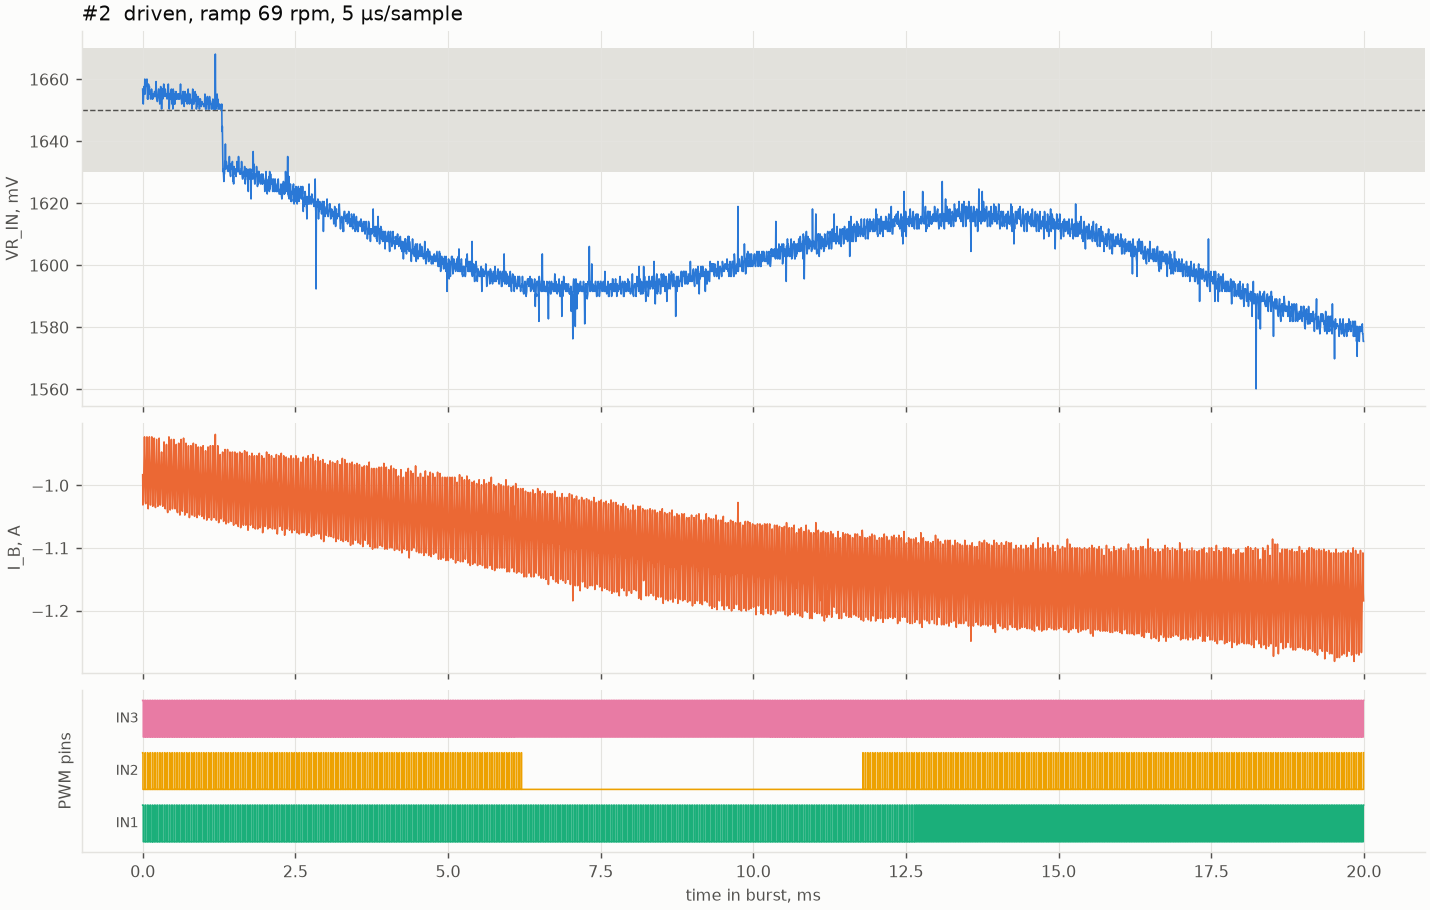 #2  driven, ramp 69 rpm, 5 µs/sample
VR_IN, mV
1660
1640
1620
1600
1580
1560
I_B, A
−1.0
−1.1
−1.2
PWM pins
IN3
IN2
IN1
0.0 2.5 5.0 7.5 10.0 12.5 15.0 17.5 20.0
time in burst, ms